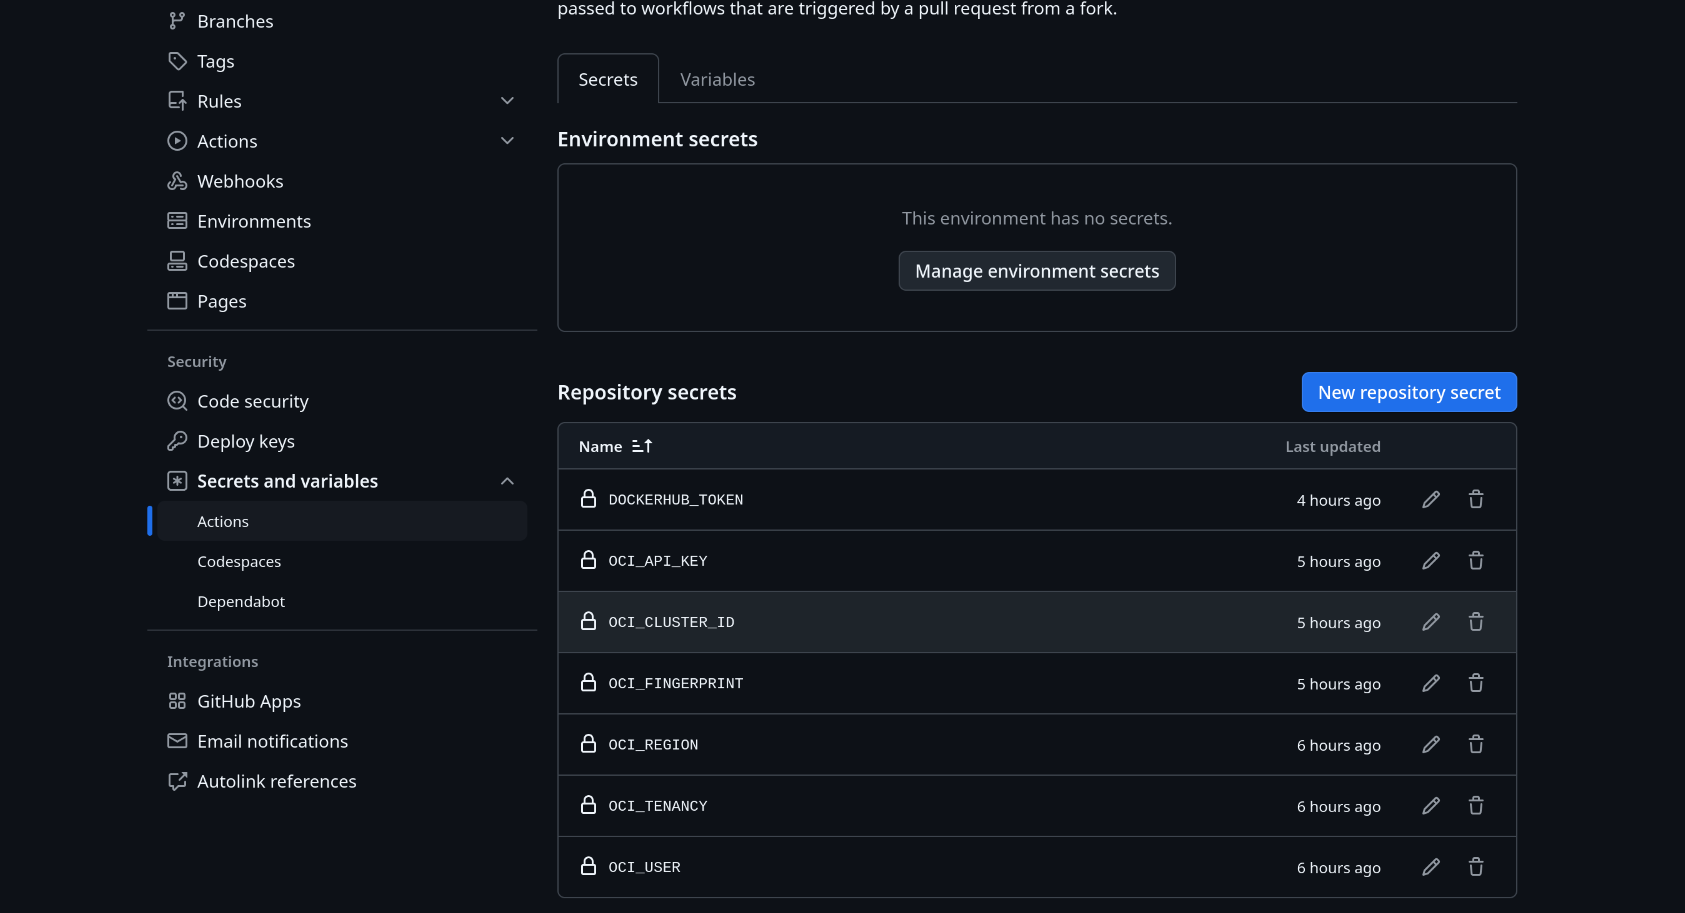 passed to workflows that are triggered by a pull request from a fork.
Branches
Tags
Rules
Actions
Webhooks
Environments
Codespaces
Pages
Security
Code security
Deploy keys
Secrets and variables
Actions
Codespaces
Dependabot
Integrations
GitHub Apps
Email notifications
Autolink references
Secrets Variables
Environment secrets
This environment has no secrets.
Manage environment secrets
Repository secrets New repository secret
Name Last updated
DOCKERHUB_TOKEN 4 hours ago
OCI_API_KEY 5 hours ago
OCI_CLUSTER_ID 5 hours ago
OCI_FINGERPRINT 5 hours ago
OCI_REGION 6 hours ago
OCI_TENANCY 6 hours ago
OCI_USER 6 hours ago